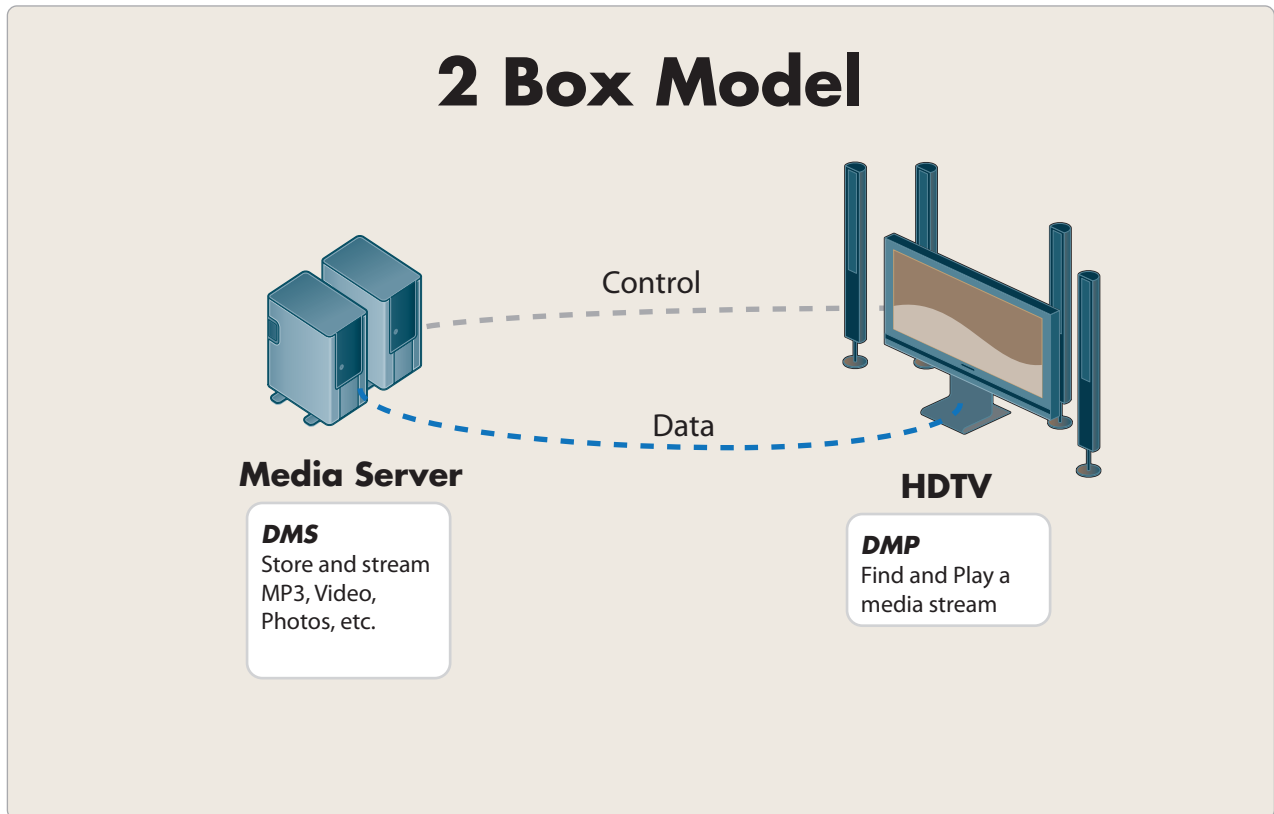 2 Box Model
Control
Data
Media Server
DMS
Store and stream
MP3, Video,
Photos, etc.
HDTV
DMP
Find and Play a
media stream